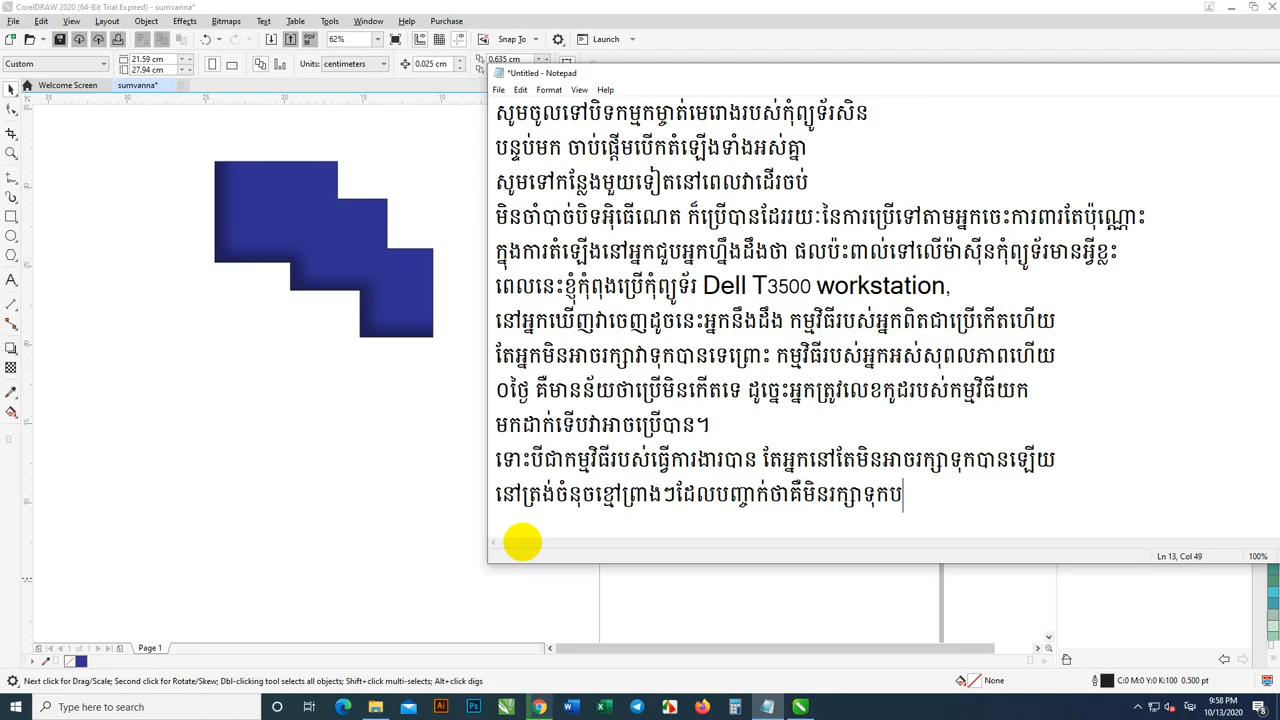 CorelDRAW 2020 (64-Bit Trial Expired) - sumvanna*
File Edit View Layout Object Effects Bitmaps Text Table Tools Window Help Purchase
62% Snap To Launch
Custom 21.59 cm 27.94 cm Units: centimeters 0.025 cm 0.635 cm
Welcome Screen sumvanna*
30 25 20 15 10
*Untitled - Notepad
File Edit Format View Help
សូមចូលទៅបិទកម្មកម្ចាត់មេរោងរបស់កុំព្យូទ័រសិន
បន្ទប់មក ចាប់ផ្ដើមបើកតំឡើងទាំងអស់គ្នា
សូមទៅកន្លែងមួយទៀតនៅពេលវាដើរចប់
មិនចាំបាច់បិទអ៊ិធើណេត ក៏ប្រើបានដែររយៈនៃការប្រើទៅតាមអ្នកចេះការពារតែប៉ុណ្ណោះ
ក្នុងការតំឡើងនៅអ្នកជួបអ្នកហ្នឹងដឹងថា ផលប៉ះពាល់ទៅលើម៉ាស៊ីនកុំព្យូទ័រមានអ្វីខ្លះ
ពេលនេះខ្ញុំកុំពុងប្រើកុំព្យូទ័រ Dell T3500 workstation,
នៅអ្នកឃើញវាចេញដូចនេះអ្នកនឹងដឹង កម្មវិធីរបស់អ្នកពិតជាប្រើកើតហើយ
តែអ្នកមិនអាចរក្សាវាទុកបានទេព្រោះ កម្មវិធីរបស់អ្នកអស់សុពលភាពហើយ
០ថ្ងៃ គឺមានន័យថាប្រើមិនកើតទេ ដូច្នេះអ្នកត្រូវលេខកូដរបស់កម្មវិធីយក
មកដាក់ទើបវាអាចប្រើបាន។
ទោះបីជាកម្មវិធីរបស់ធ្វើការងារបាន តែអ្នកនៅតែមិនអាចរក្សាទុកបានឡើយ
នៅត្រង់ចំនុចខ្មៅព្រាងៗដែលបញ្ជាក់ថាគឺមិនរក្សាទុកប
Ln 13, Col 49 100%
1 of 1 Page 1
Next click for Drag/Scale; Second click for Rotate/Skew; Dbl-clicking tool selects all objects; Shift+click multi-selects; Alt+click digs None C:0 M:0 Y:0 K:100 0.500 pt
Type here to search 9:58 PM
10/13/2020